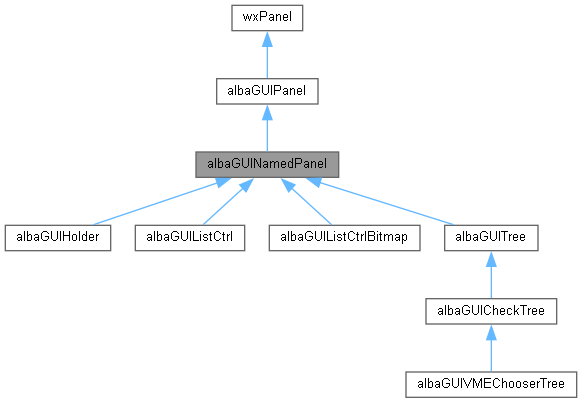 wxPanel
albaGUIPanel
albaGUINamedPanel
albaGUIHolder
albaGUIListCtrl
albaGUIListCtrlBitmap
albaGUITree
albaGUICheckTree
albaGUIVMEChooserTree